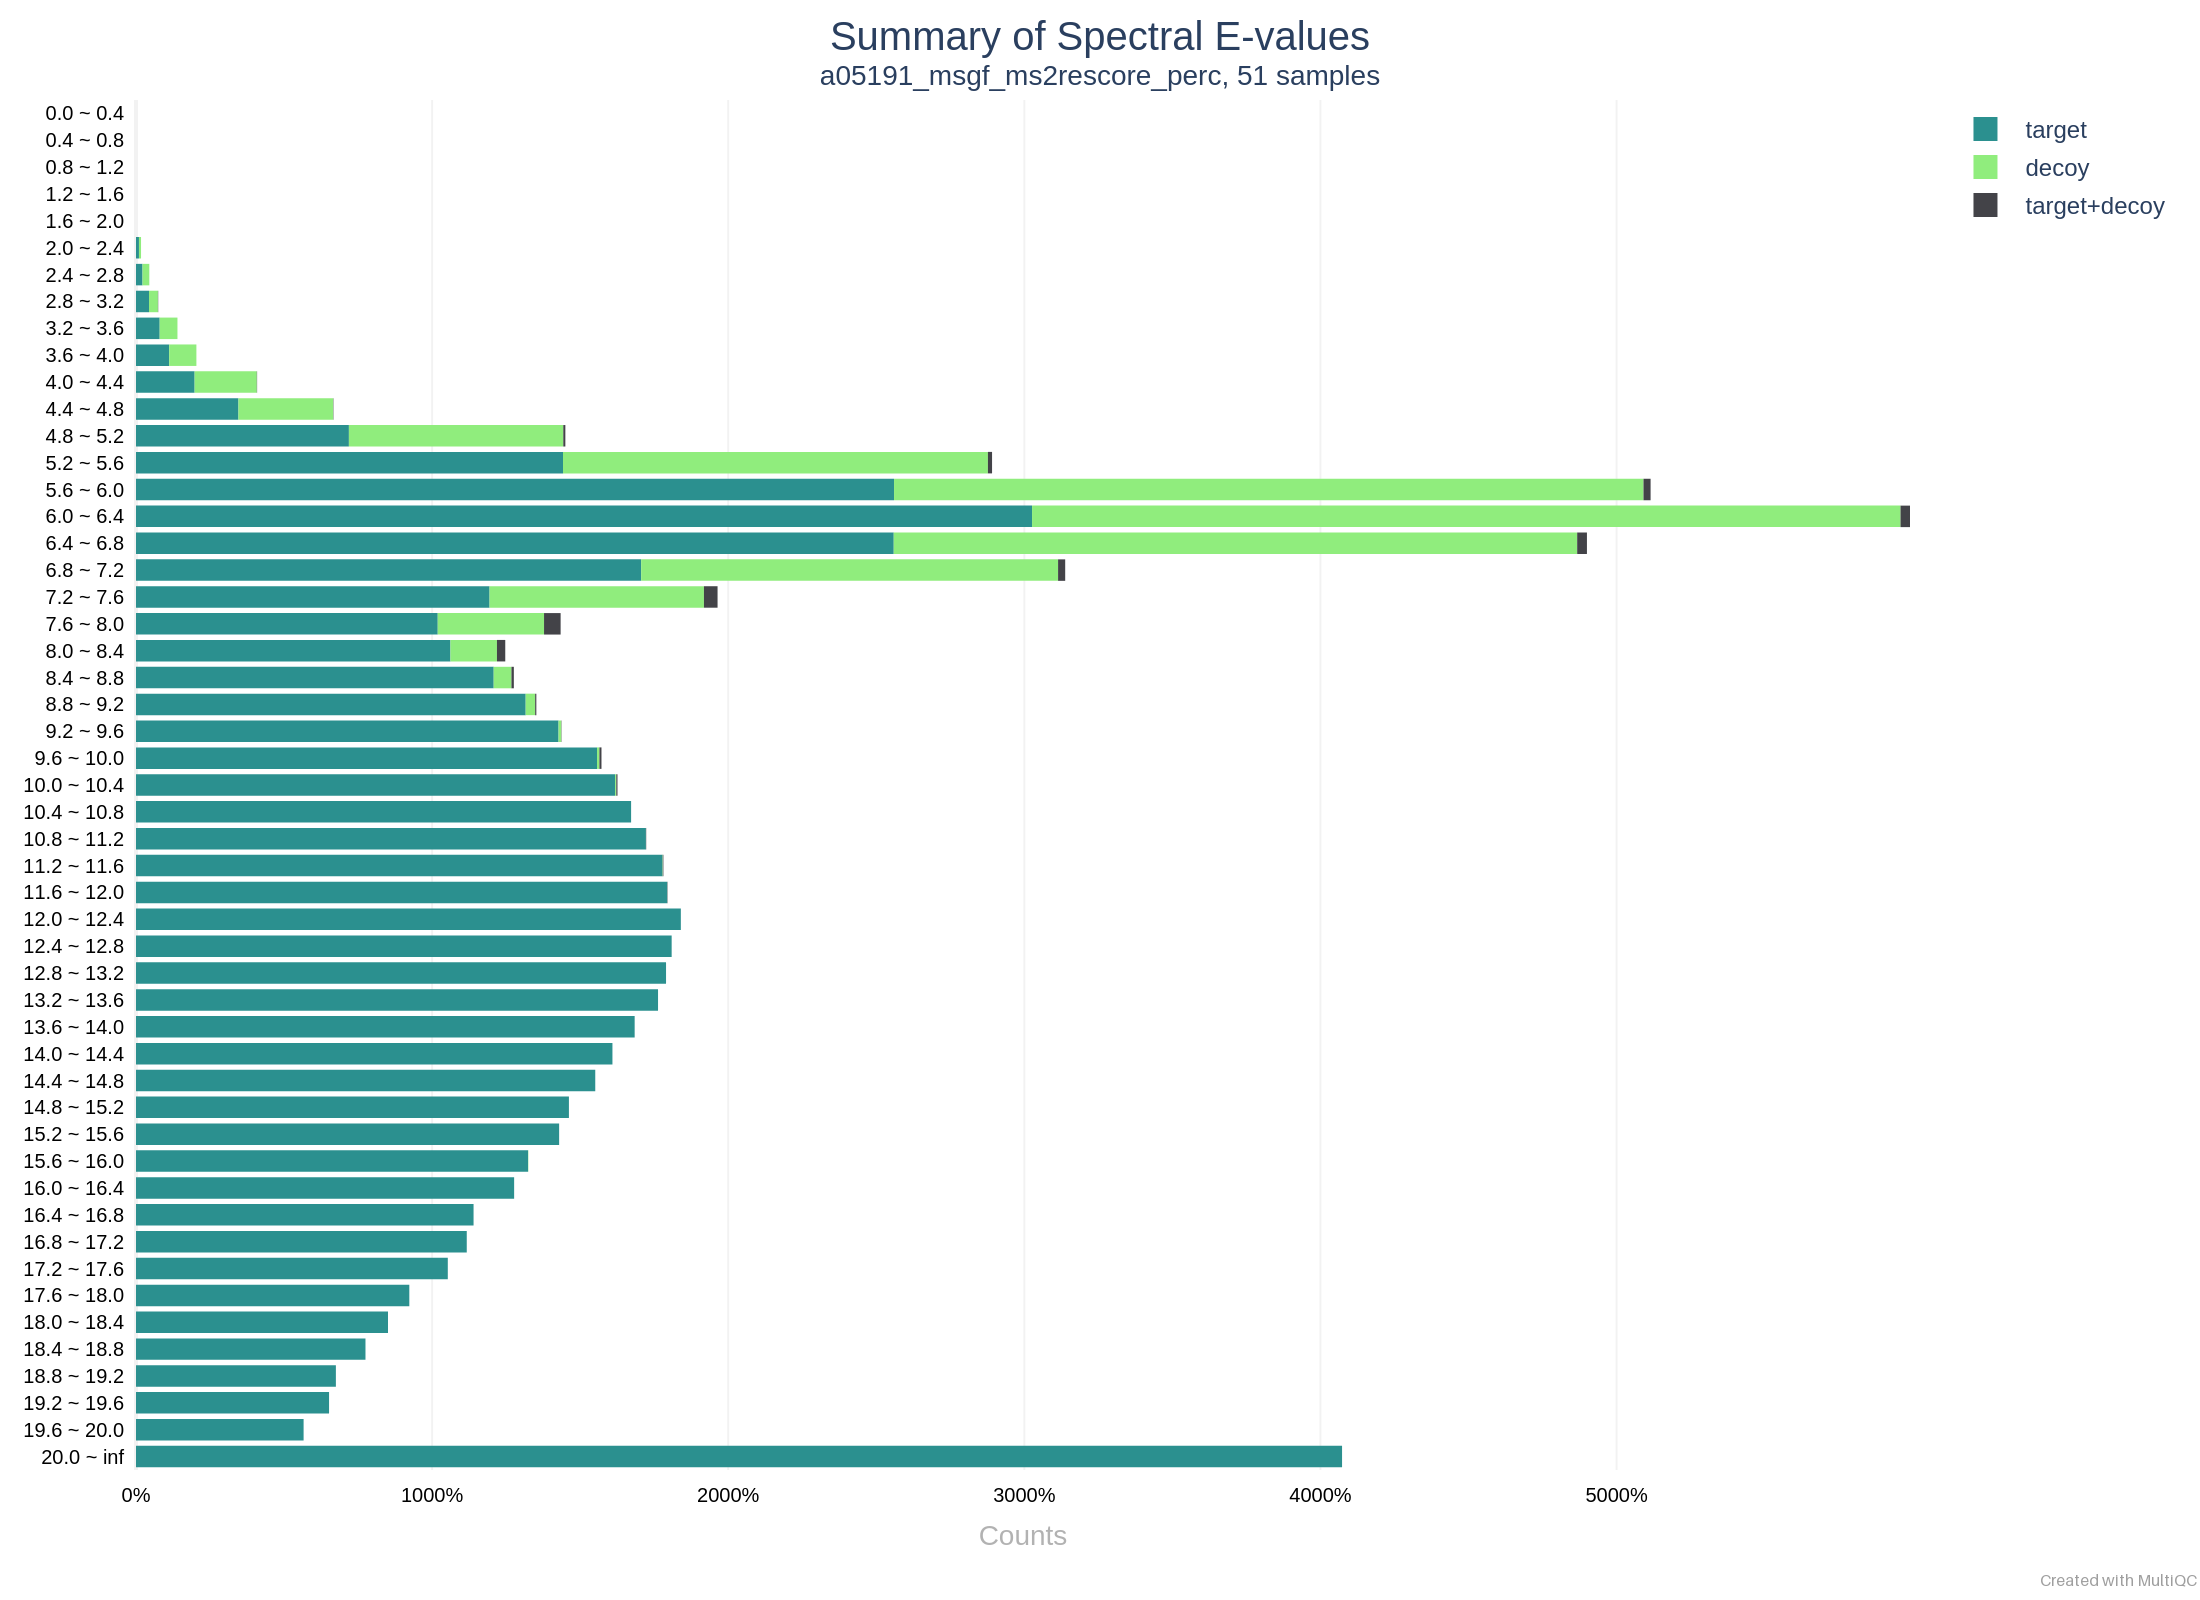 Summary of Spectral E-values
a05191_msgf_ms2rescore_perc, 51 samples
target
decoy
target+decoy
0.0 ~ 0.4
0.4 ~ 0.8
0.8 ~ 1.2
1.2 ~ 1.6
1.6 ~ 2.0
2.0 ~ 2.4
2.4 ~ 2.8
2.8 ~ 3.2
3.2 ~ 3.6
3.6 ~ 4.0
4.0 ~ 4.4
4.4 ~ 4.8
4.8 ~ 5.2
5.2 ~ 5.6
5.6 ~ 6.0
6.0 ~ 6.4
6.4 ~ 6.8
6.8 ~ 7.2
7.2 ~ 7.6
7.6 ~ 8.0
8.0 ~ 8.4
8.4 ~ 8.8
8.8 ~ 9.2
9.2 ~ 9.6
9.6 ~ 10.0
10.0 ~ 10.4
10.4 ~ 10.8
10.8 ~ 11.2
11.2 ~ 11.6
11.6 ~ 12.0
12.0 ~ 12.4
12.4 ~ 12.8
12.8 ~ 13.2
13.2 ~ 13.6
13.6 ~ 14.0
14.0 ~ 14.4
14.4 ~ 14.8
14.8 ~ 15.2
15.2 ~ 15.6
15.6 ~ 16.0
16.0 ~ 16.4
16.4 ~ 16.8
16.8 ~ 17.2
17.2 ~ 17.6
17.6 ~ 18.0
18.0 ~ 18.4
18.4 ~ 18.8
18.8 ~ 19.2
19.2 ~ 19.6
19.6 ~ 20.0
20.0 ~ inf
0% 1000% 2000% 3000% 4000% 5000%
Counts
Created with MultiQC